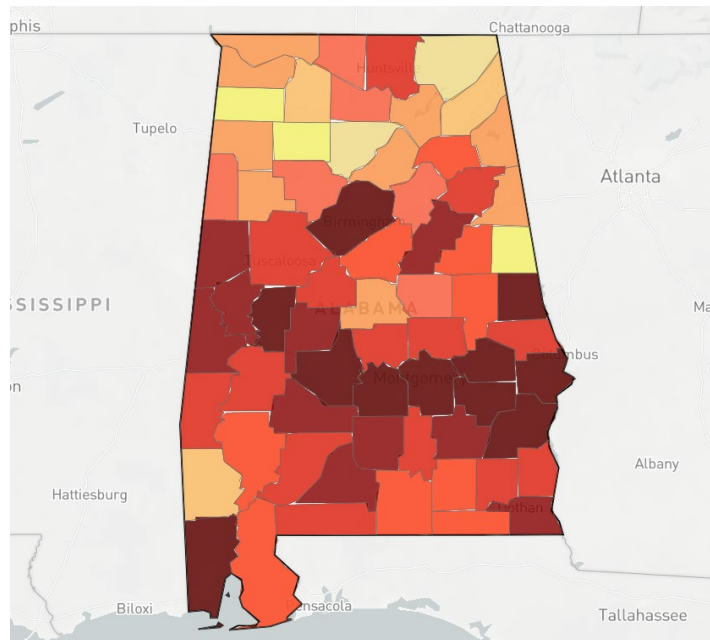 phis
Chattanooga
Huntsville
Tupelo
Atlanta
Birmingham
Tuscaloosa
SSISSIPPI
ALABAMA
Ma
Columbus
on
Montgomery
Albany
Hattiesburg
Dothan
Biloxi
Pensacola
Tallahassee